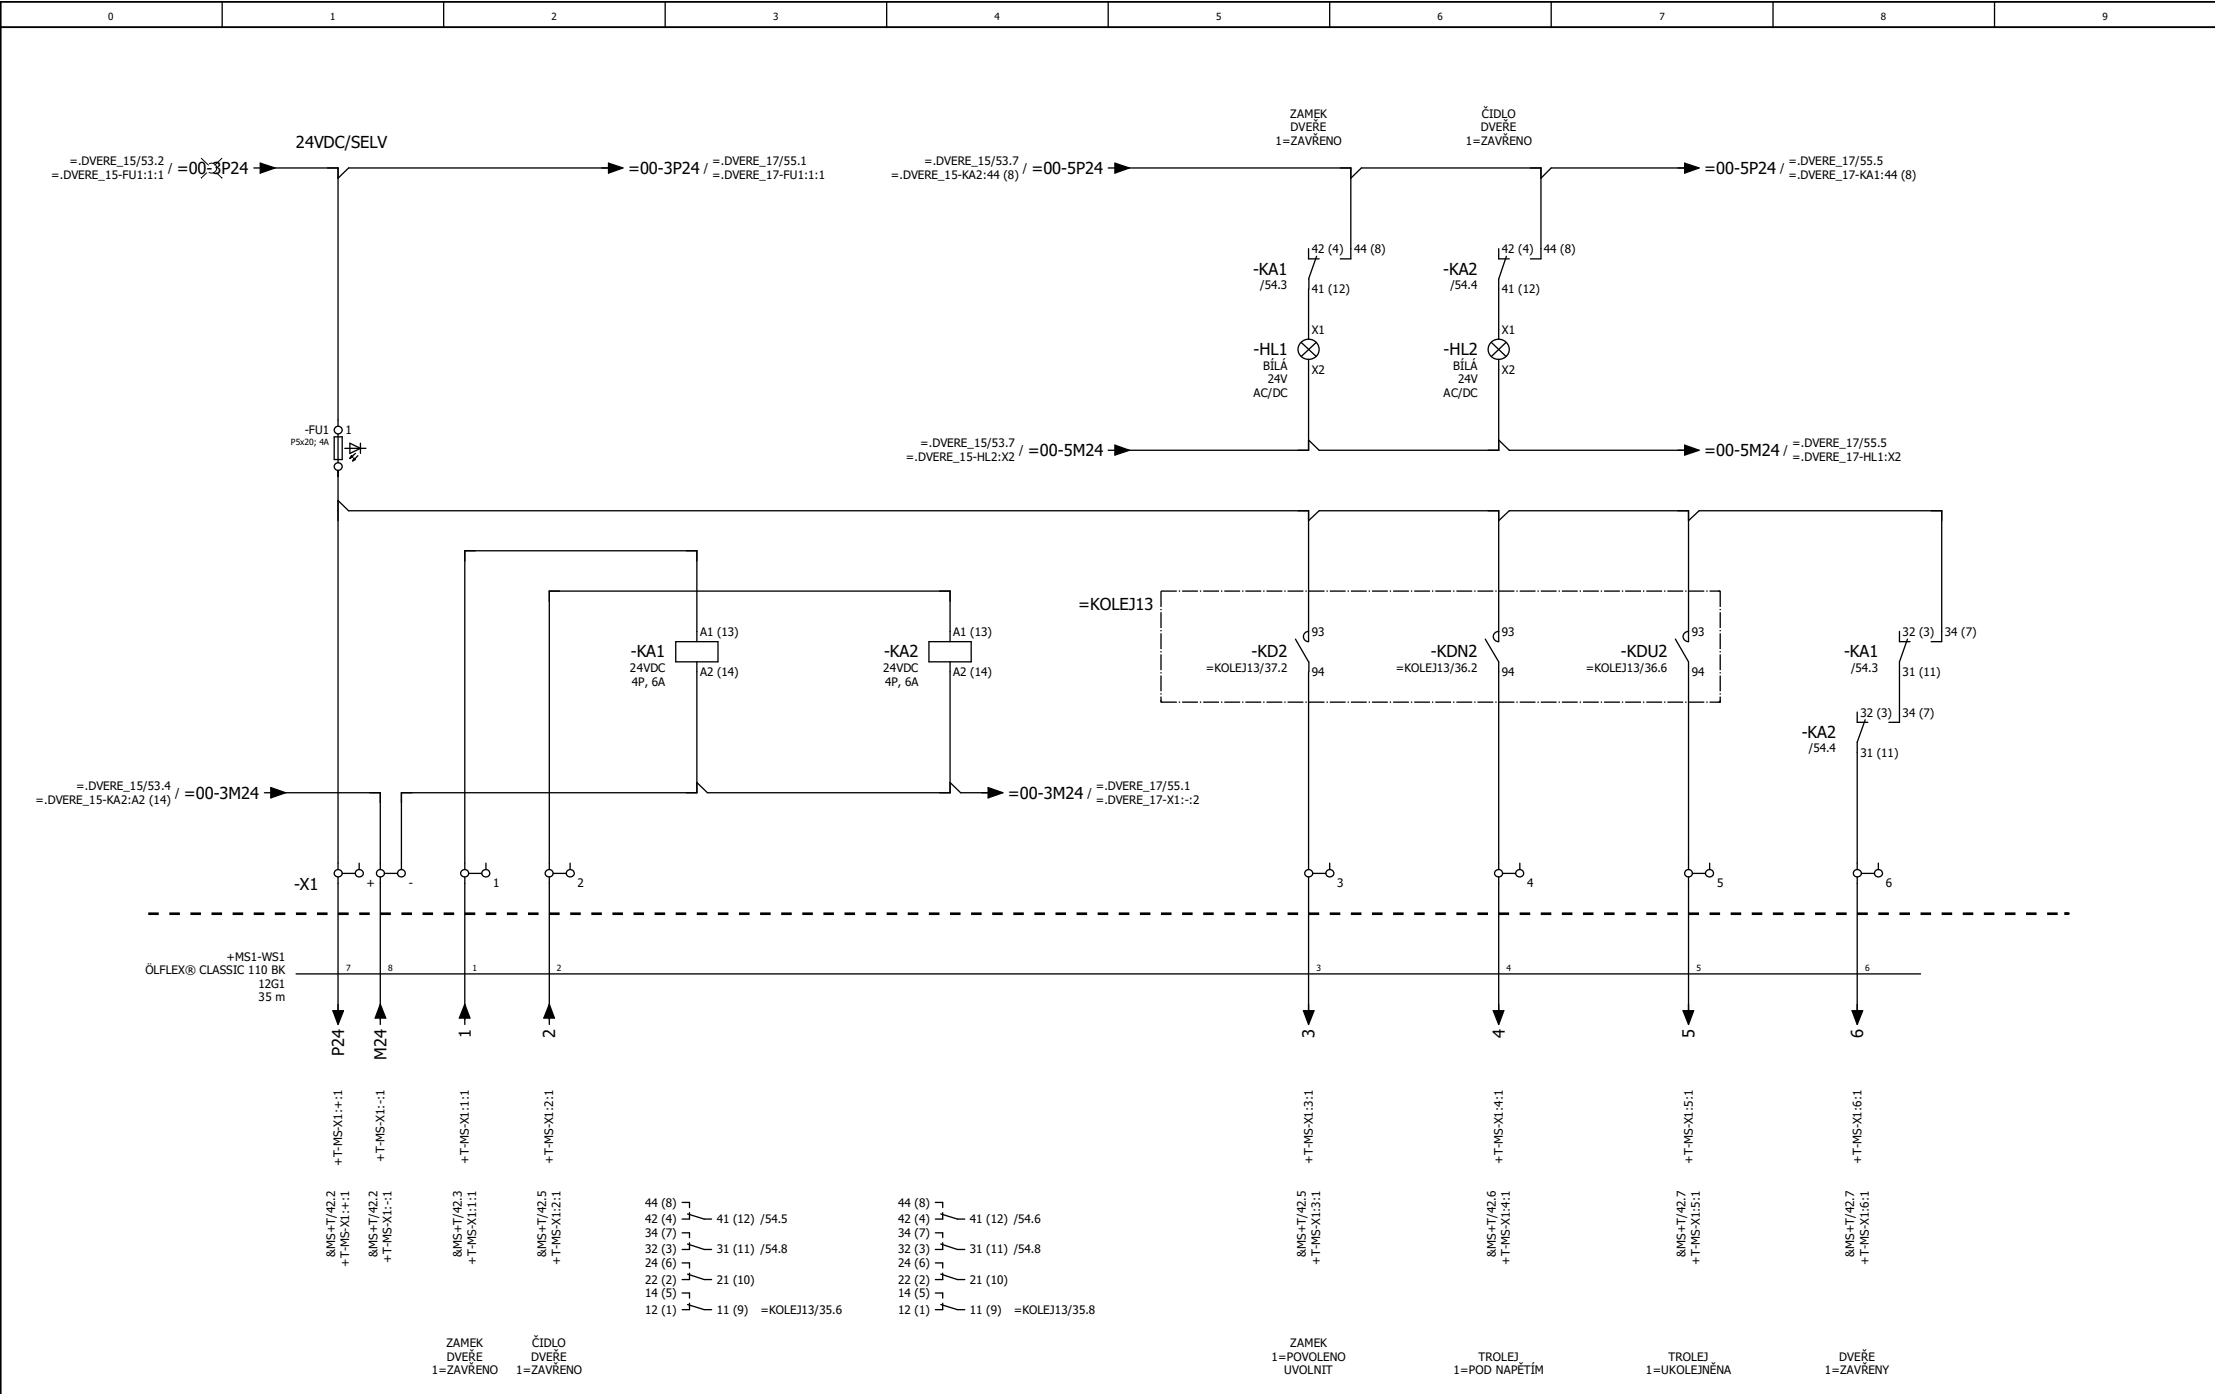 0 1 2 3 4 5 6 7 8 9
ZAMEK
DVEŘE
1=ZAVŘENO
ČIDLO
DVEŘE
1=ZAVŘENO
24VDC/SELV
=.DVERE_15/53.2
=.DVERE_15-FU1:1:1 / =00-3P24
=00-3P24 / =.DVERE_17/55.1
=.DVERE_17-FU1:1:1
=.DVERE_15/53.7
=.DVERE_15-KA2:44 (8) / =00-5P24
=00-5P24 / =.DVERE_17/55.5
=.DVERE_17-KA1:44 (8)
42 (4) 44 (8)
-KA1
/54.3
41 (12)
42 (4) 44 (8)
-KA2
/54.4
41 (12)
X1
-HL1
BÍLÁ
24V
AC/DC
X2
X1
-HL2
BÍLÁ
24V
AC/DC
X2
-FU1 1
P5x20; 4A
=.DVERE_15/53.7
=.DVERE_15-HL2:X2 / =00-5M24
=00-5M24 / =.DVERE_17/55.5
=.DVERE_17-HL1:X2
=KOLEJ13
A1 (13)
-KA1
24VDC
4P, 6A
A2 (14)
A1 (13)
-KA2
24VDC
4P, 6A
A2 (14)
93
-KD2
=KOLEJ13/37.2
94
93
-KDN2
=KOLEJ13/36.2
94
93
-KDU2
=KOLEJ13/36.6
94
32 (3) 34 (7)
-KA1
/54.3
31 (11)
32 (3) 34 (7)
-KA2
/54.4
31 (11)
=.DVERE_15/53.4
=.DVERE_15-KA2:A2 (14) / =00-3M24
=00-3M24 / =.DVERE_17/55.1
=.DVERE_17-X1:-:2
-X1 + - 1 2 3 4 5 6
+MS1-WS1
ÖLFLEX® CLASSIC 110 BK
12G1
35 m
7 8 1 2 3 4 5 6
P24 M24 1 2 3 4 5 6
+T-MS-X1:+:1
+T-MS-X1:-:1
+T-MS-X1:1:1
+T-MS-X1:2:1
+T-MS-X1:3:1
+T-MS-X1:4:1
+T-MS-X1:5:1
+T-MS-X1:6:1
&MS+T/42.2
+T-MS-X1:+:1
&MS+T/42.2
+T-MS-X1:-:1
&MS+T/42.3
+T-MS-X1:1:1
&MS+T/42.5
+T-MS-X1:2:1
44 (8)
42 (4) 41 (12) /54.5
34 (7)
32 (3) 31 (11) /54.8
24 (6)
22 (2) 21 (10)
14 (5)
12 (1) 11 (9) =KOLEJ13/35.6
44 (8)
42 (4) 41 (12) /54.6
34 (7)
32 (3) 31 (11) /54.8
24 (6)
22 (2) 21 (10)
14 (5)
12 (1) 11 (9) =KOLEJ13/35.8
&MS+T/42.5
+T-MS-X1:3:1
&MS+T/42.6
+T-MS-X1:4:1
&MS+T/42.7
+T-MS-X1:5:1
&MS+T/42.7
+T-MS-X1:6:1
ZAMEK
DVEŘE
1=ZAVŘENO
ČIDLO
DVEŘE
1=ZAVŘENO
ZAMEK
1=POVOLENO
UVOLNIT
TROLEJ
1=POD NAPĚTÍM
TROLEJ
1=UKOLEJNĚNA
DVEŘE
1=ZAVŘENY